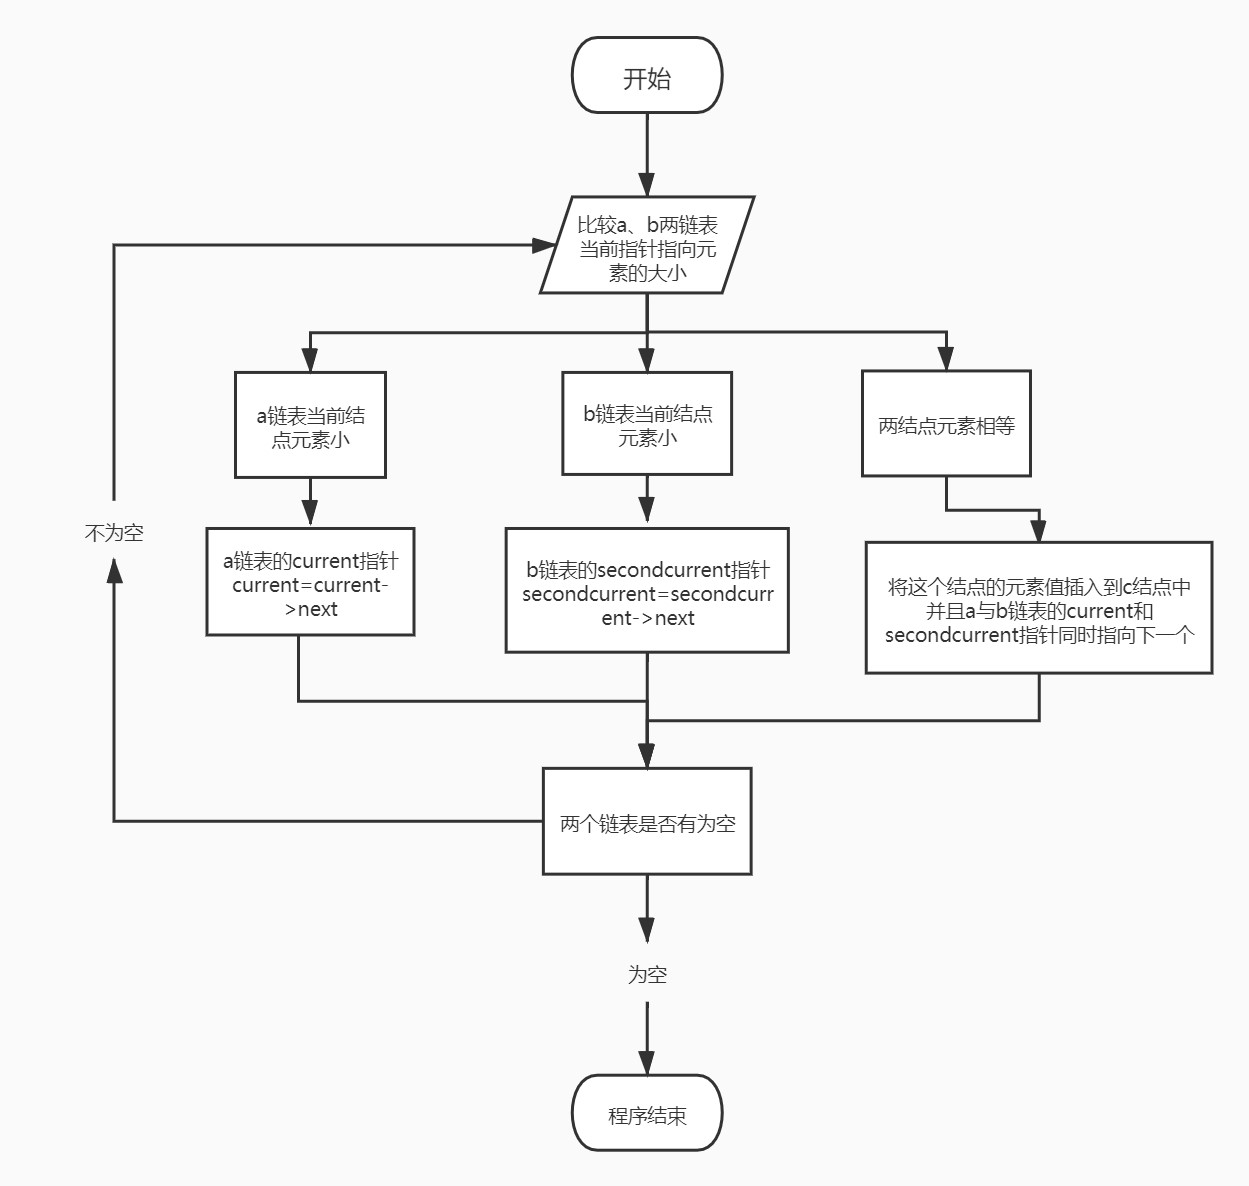 开始
比较a、b两链表
当前指针指向元
素的大小
a链表当前结
点元素小
b链表当前结点
元素小
两结点元素相等
不为空
a链表的current指针
current=current-
>next
b链表的secondcurrent指针
secondcurrent=secondcurr
ent->next
将这个结点的元素值插入到c结点中
并且a与b链表的current和
secondcurrent指针同时指向下一个
两个链表是否有为空
为空
程序结束